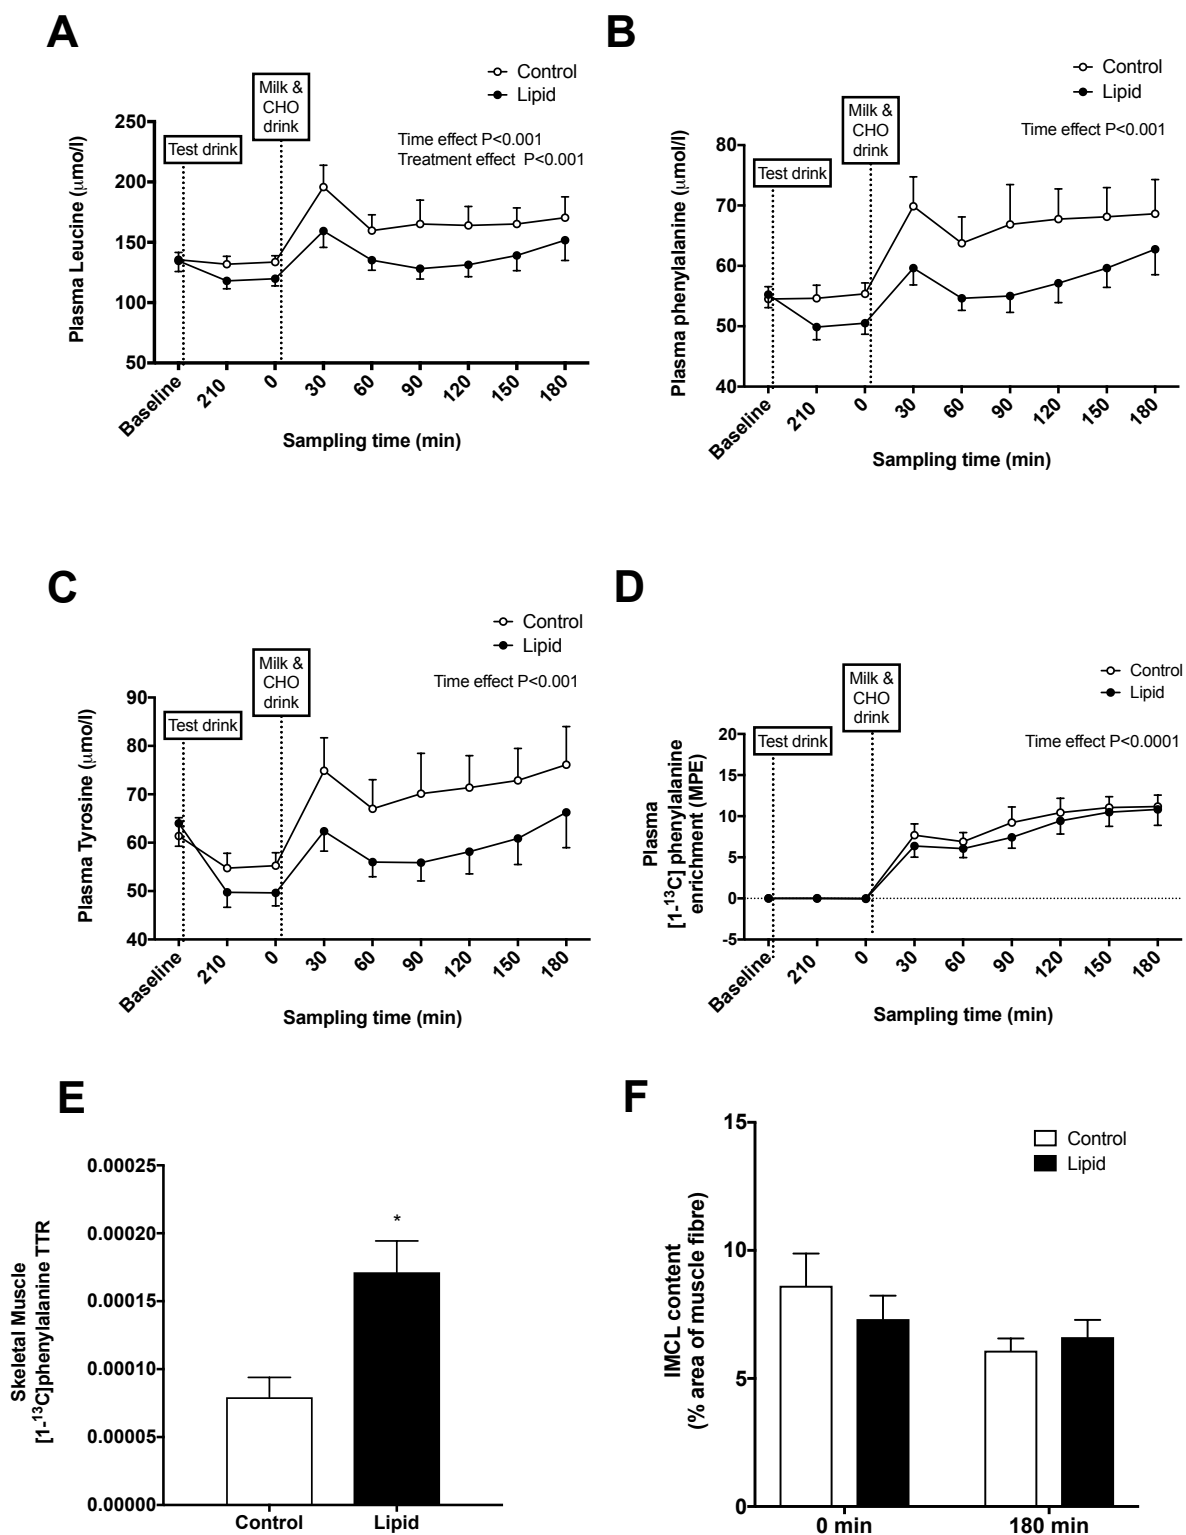 A
Control
Lipid
Milk &
CHO
drink
Test drink
Time effect P<0.001
Treatment effect P<0.001
Plasma Leucine (μmo/l)
250
200
150
100
50
Baseline
210
0
30
60
90
120
150
180
Sampling time (min)
B
Control
Lipid
Milk &
CHO
drink
Test drink
Time effect P<0.001
Plasma phenylalanine (μmol/l)
80
70
60
50
40
Baseline
210
0
30
60
90
120
150
180
Sampling time (min)
C
Control
Lipid
Milk &
CHO
drink
Test drink
Time effect P<0.001
Plasma Tyrosine (μmo/l)
90
80
70
60
50
40
Baseline
210
0
30
60
90
120
150
180
Sampling time (min)
D
Control
Lipid
Milk &
CHO
drink
Test drink
Time effect P<0.0001
Plasma
[1-¹³C] phenylalanine
enrichment (MPE)
20
15
10
5
0
-5
Baseline
210
0
30
60
90
120
150
180
Sampling time (min)
E
Skeletal Muscle
[1-¹³C]phenylalanine TTR
0.00025
0.00020
0.00015
0.00010
0.00005
0.00000
*
Control
Lipid
F
Control
Lipid
IMCL content
(% area of muscle fibre)
15
10
5
0
0 min
180 min